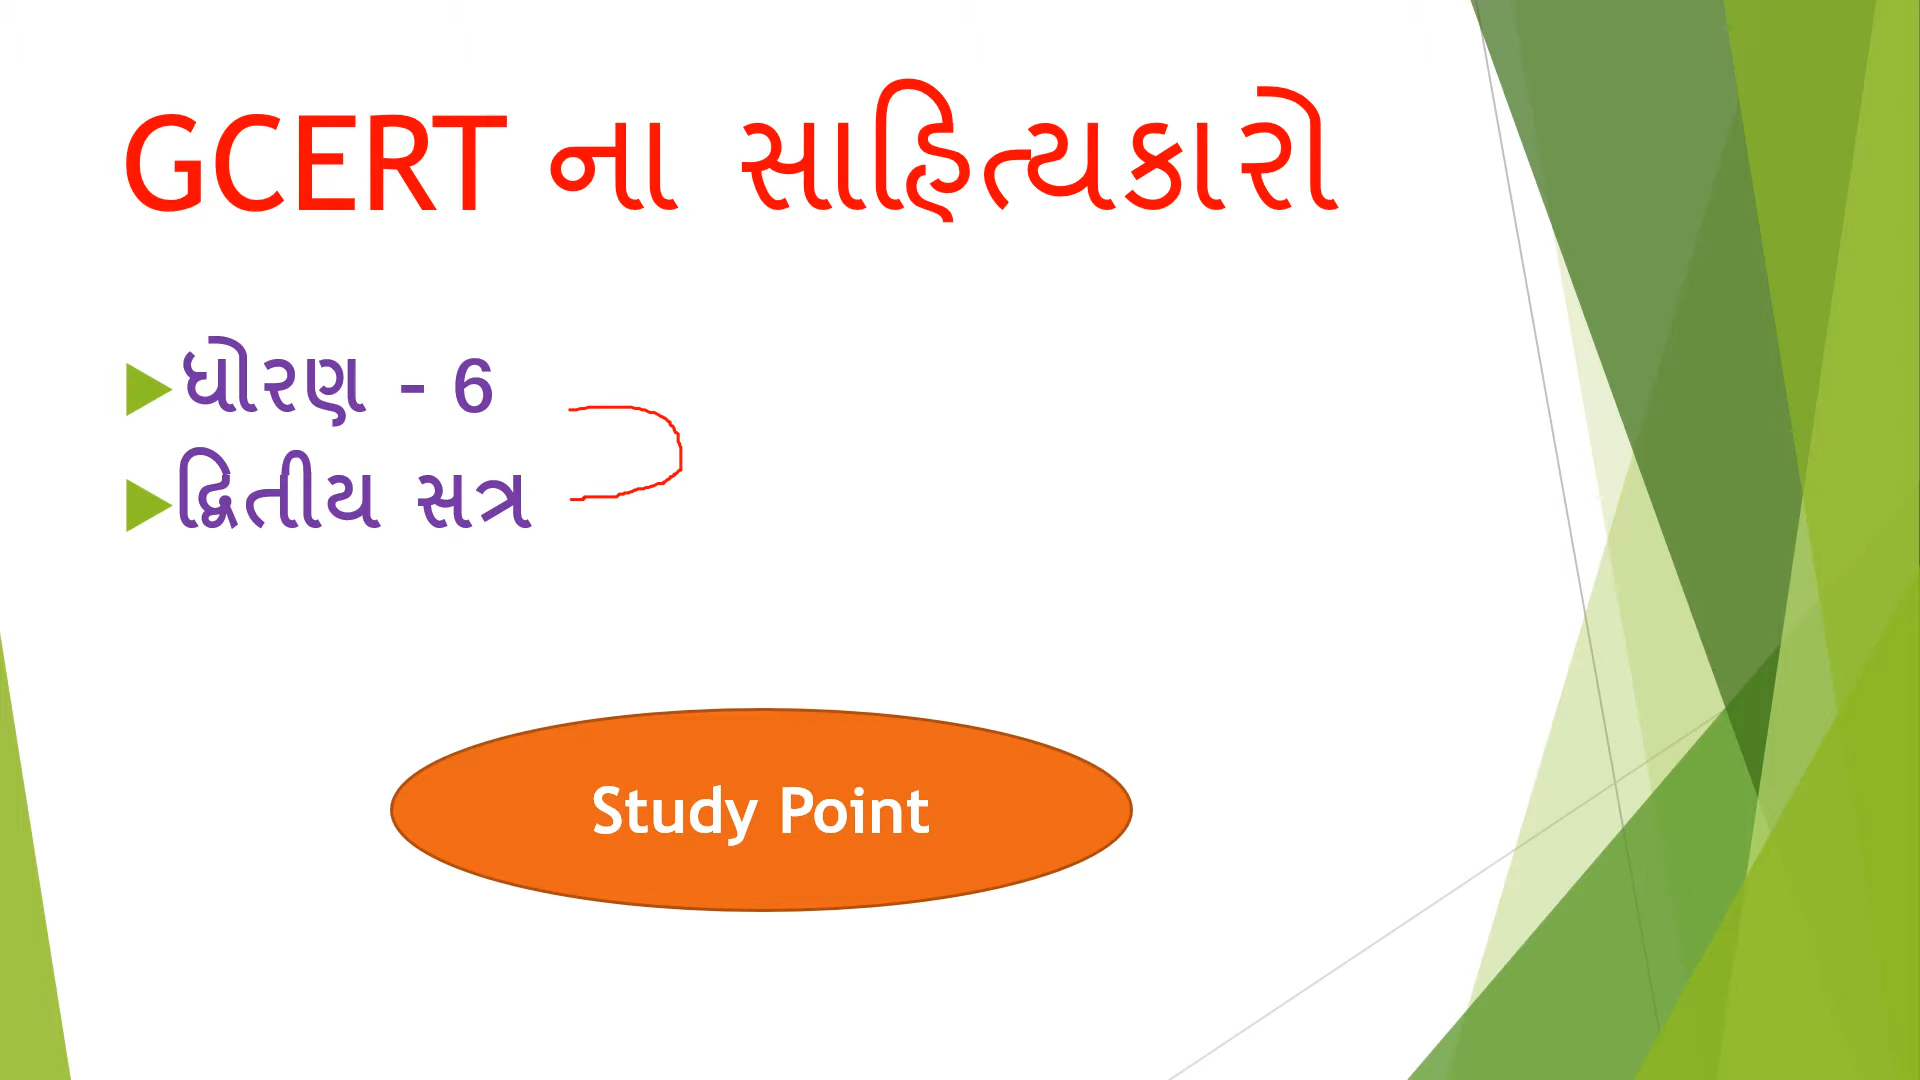 GCERT ના સાહિત્યકારો
ધોરણ - 6
દ્વિતીય સત્ર
Study Point